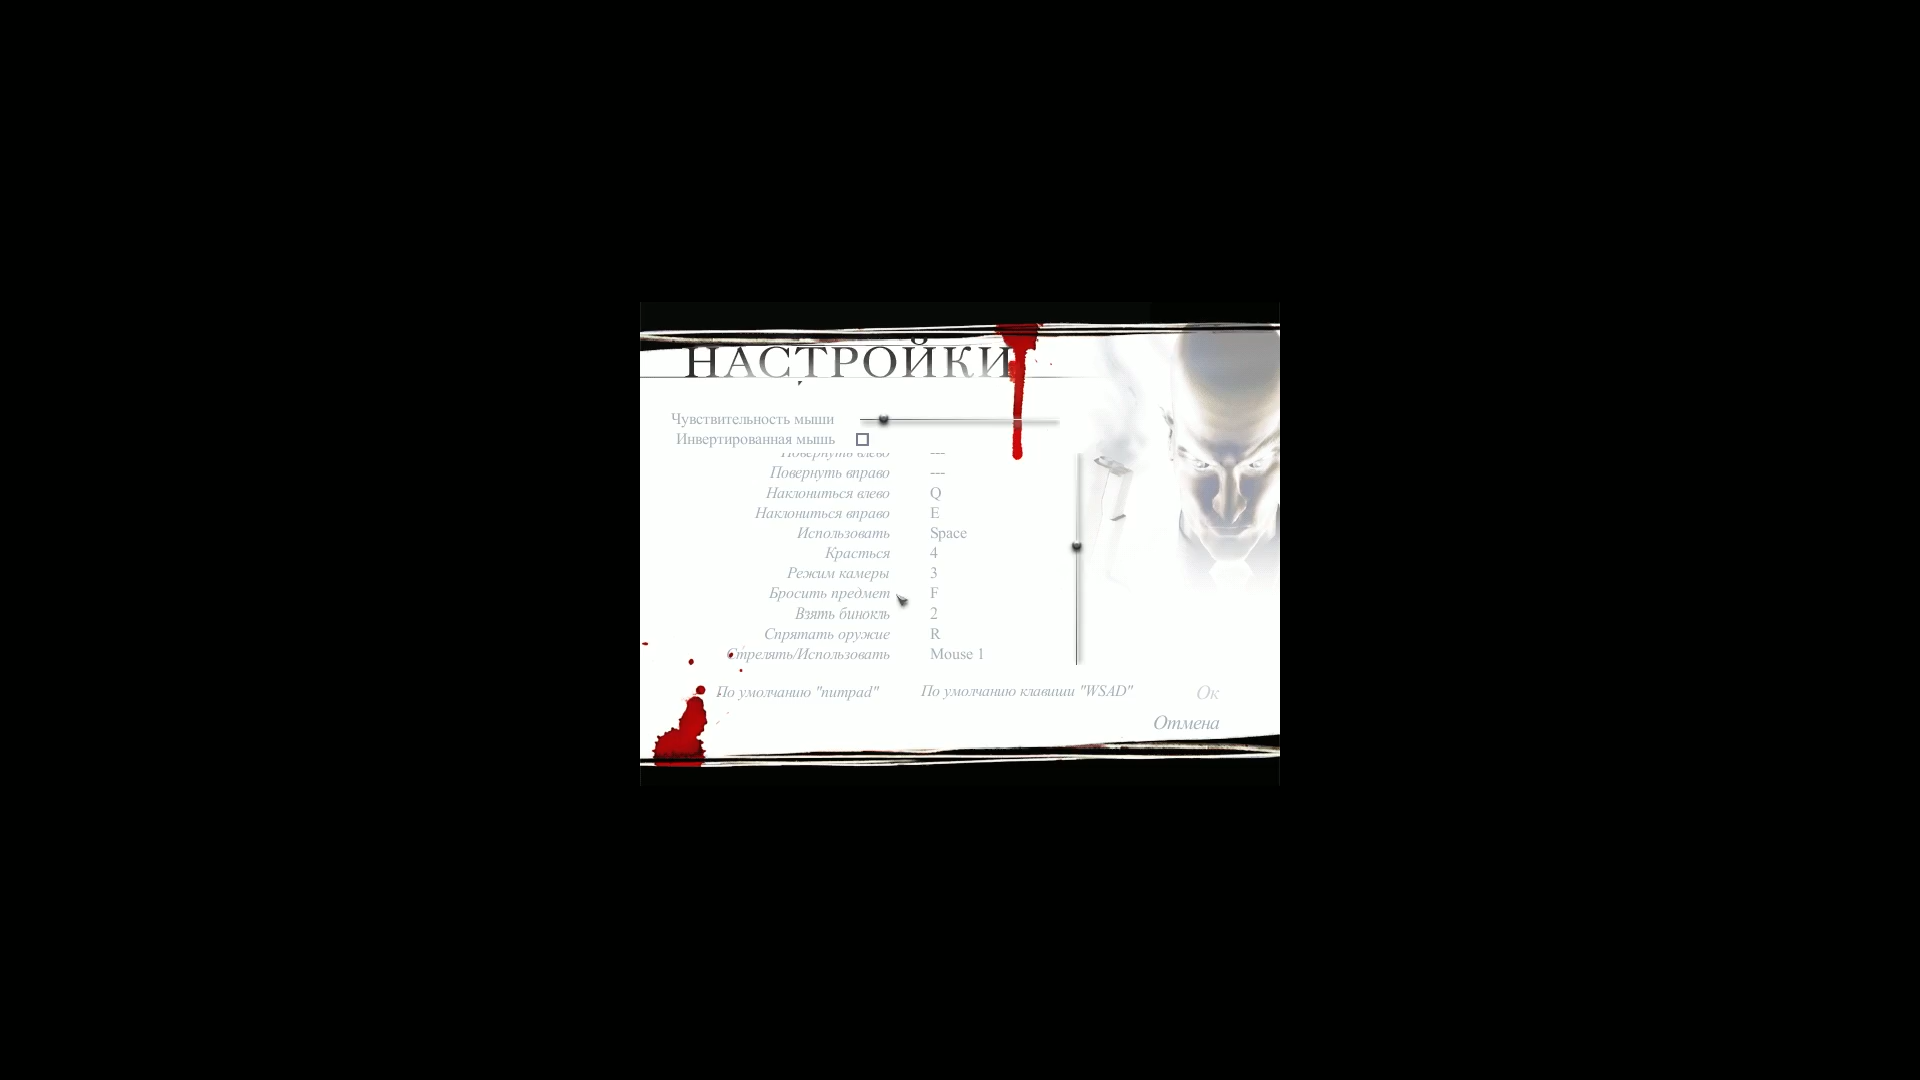 НАСТРОЙКИ
Чувствительность мыши
Инвертированная мышь
Повернуть влево ---
Повернуть вправо ---
Наклониться влево Q
Наклониться вправо E
Использовать Space
Красться 4
Режим камеры 3
Бросить предмет F
Взять бинокль 2
Спрятать оружие R
Стрелять/Использовать Mouse 1
По умолчанию "numpad" По умолчанию клавиши "WSAD" Ок
Отмена